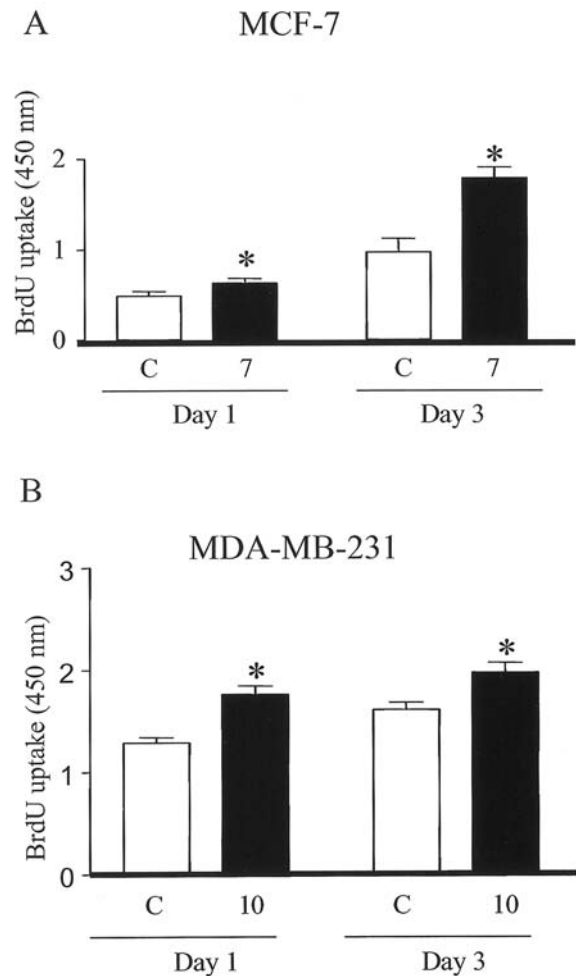 A
MCF-7
BrdU uptake (450 nm)
2
1
0
*
*
C 7 C 7
Day 1 Day 3
B
MDA-MB-231
BrdU uptake (450 nm)
3
2
1
0
*
*
C 10 C 10
Day 1 Day 3